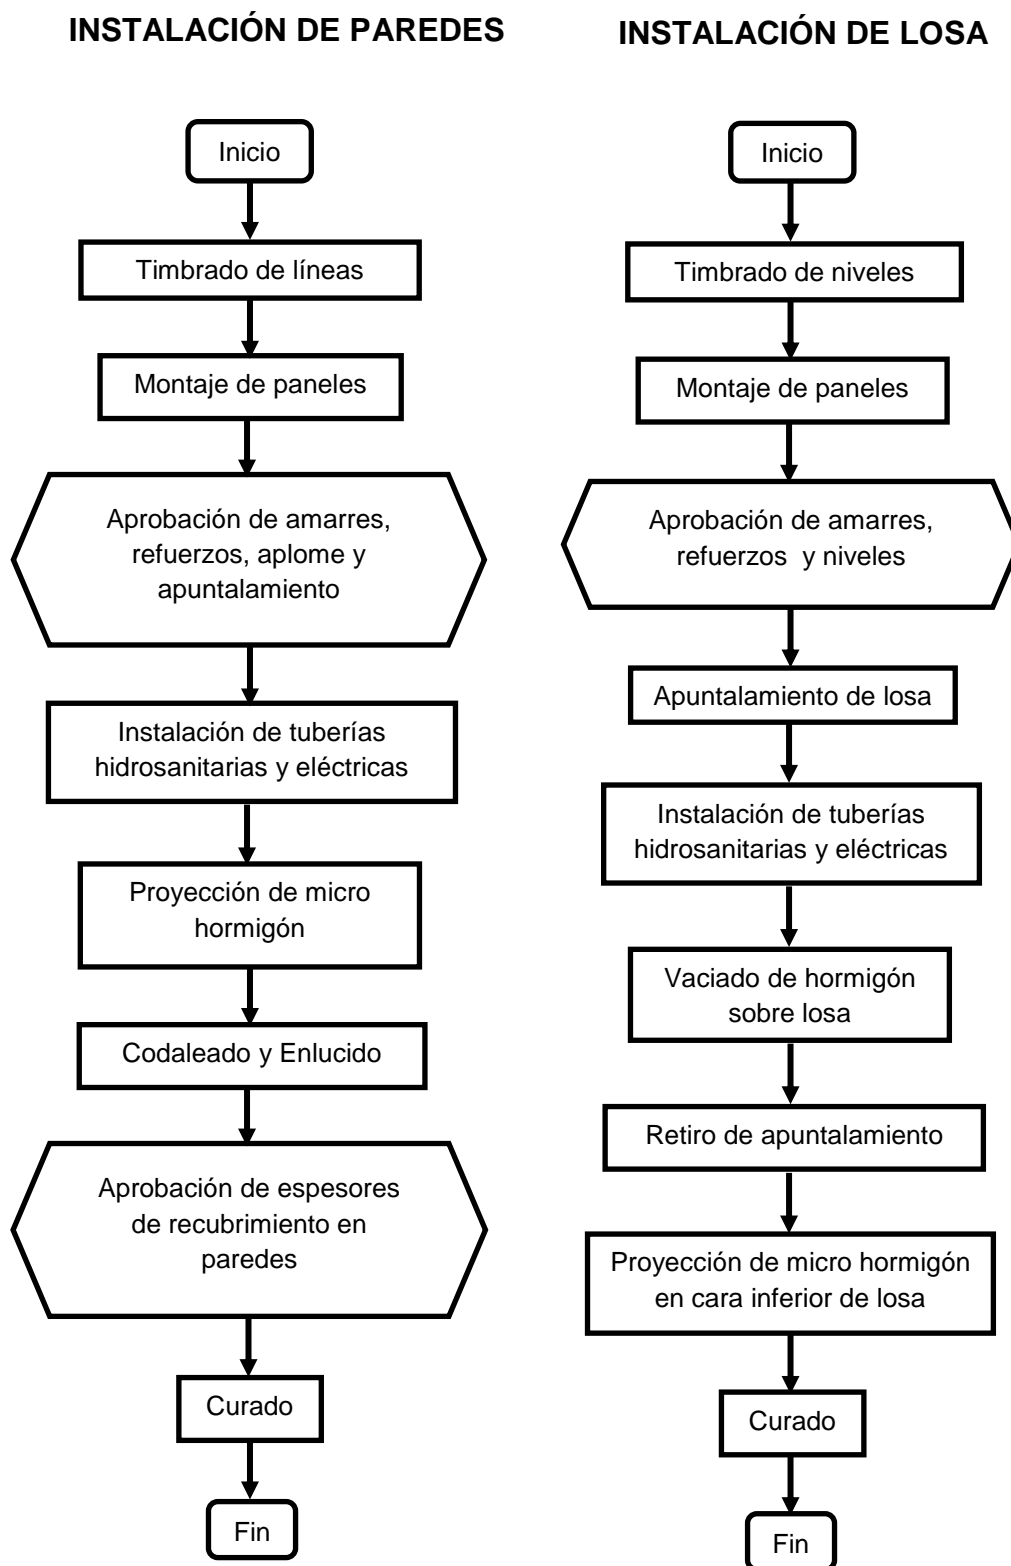 INSTALACIÓN DE PAREDES
Inicio
Timbrado de líneas
Montaje de paneles
Aprobación de amarres,
refuerzos, aplome y
apuntalamiento
Instalación de tuberías
hidrosanitarias y eléctricas
Proyección de micro
hormigón
Codaleado y Enlucido
Aprobación de espesores
de recubrimiento en
paredes
Curado
Fin
INSTALACIÓN DE LOSA
Inicio
Timbrado de niveles
Montaje de paneles
Aprobación de amarres,
refuerzos y niveles
Apuntalamiento de losa
Instalación de tuberías
hidrosanitarias y eléctricas
Vaciado de hormigón
sobre losa
Retiro de apuntalamiento
Proyección de micro hormigón
en cara inferior de losa
Curado
Fin